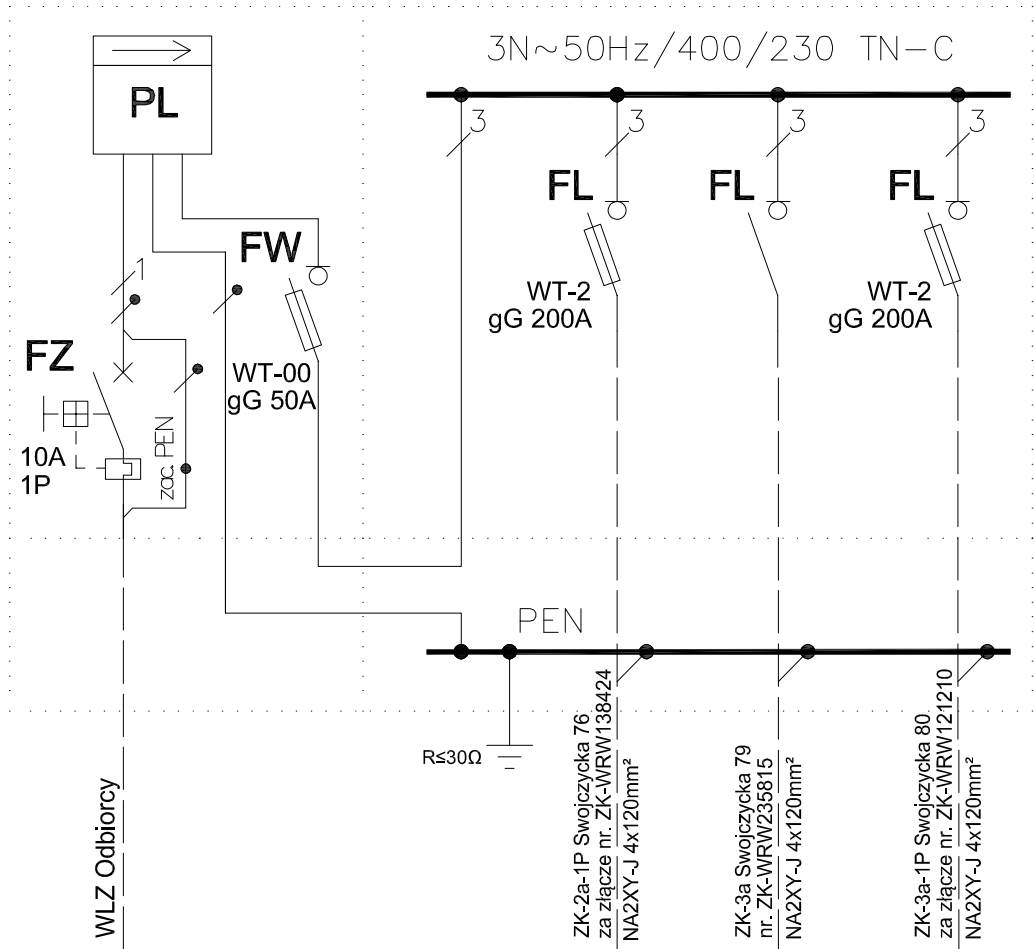 3N~50Hz/400/230 TN-C
PL
3
3
3
3
FL
FL
FL
FW
1
WT-2
gG 200A
WT-2
gG 200A
FZ
WT-00
gG 50A
10A
1P
zac. PEN
PEN
R≤30Ω
WLZ Odbiorcy
ZK-2a-1P Swojczycka 76
za złącze nr. ZK-WRW138424
NA2XY-J 4x120mm²
ZK-3a Swojczycka 79
nr. ZK-WRW235815
NA2XY-J 4x120mm²
ZK-3a-1P Swojczycka 80
za złącze nr. ZK-WRW121210
NA2XY-J 4x120mm²